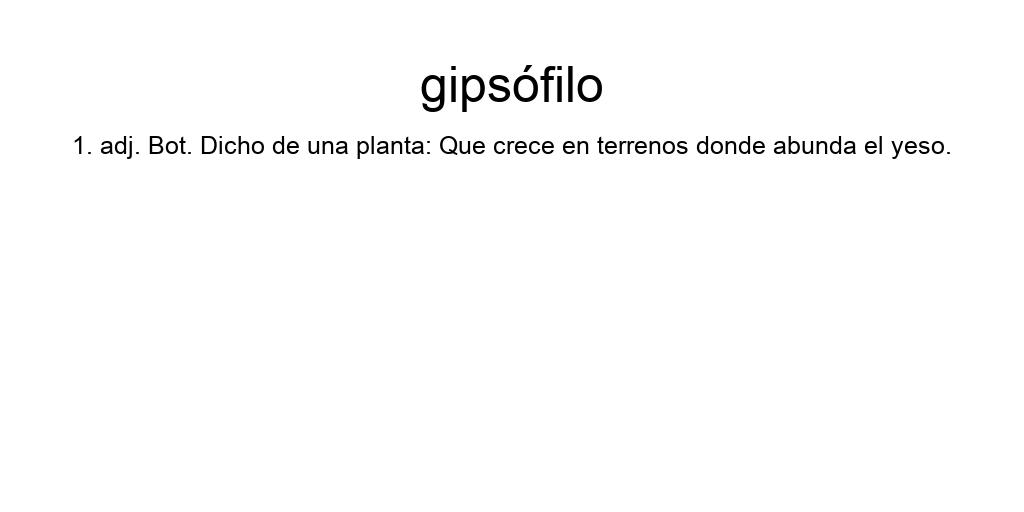 gipsófilo
1. adj. Bot. Dicho de una planta: Que crece en terrenos donde abunda el yeso.